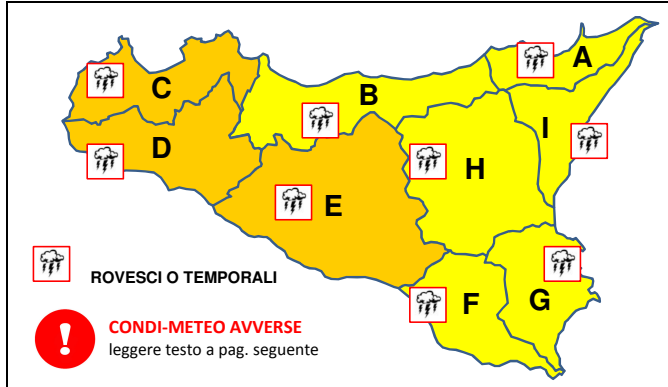 A
C
B
I
D
H
E
F
G
ROVESCI O TEMPORALI
!
CONDI-METEO AVVERSE
leggere testo a pag. seguente